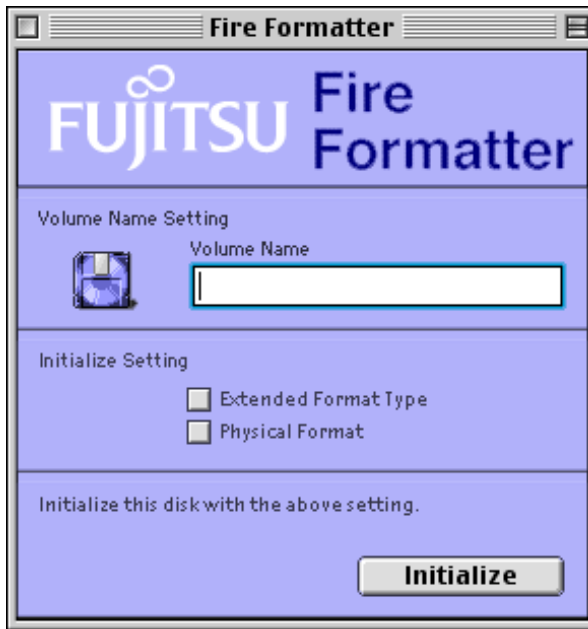 Fire Formatter
FUJITSU
Fire
Formatter
Volume Name Setting
Volume Name
Initialize Setting
Extended Format Type
Physical Format
Initialize this disk with the above setting.
Initialize